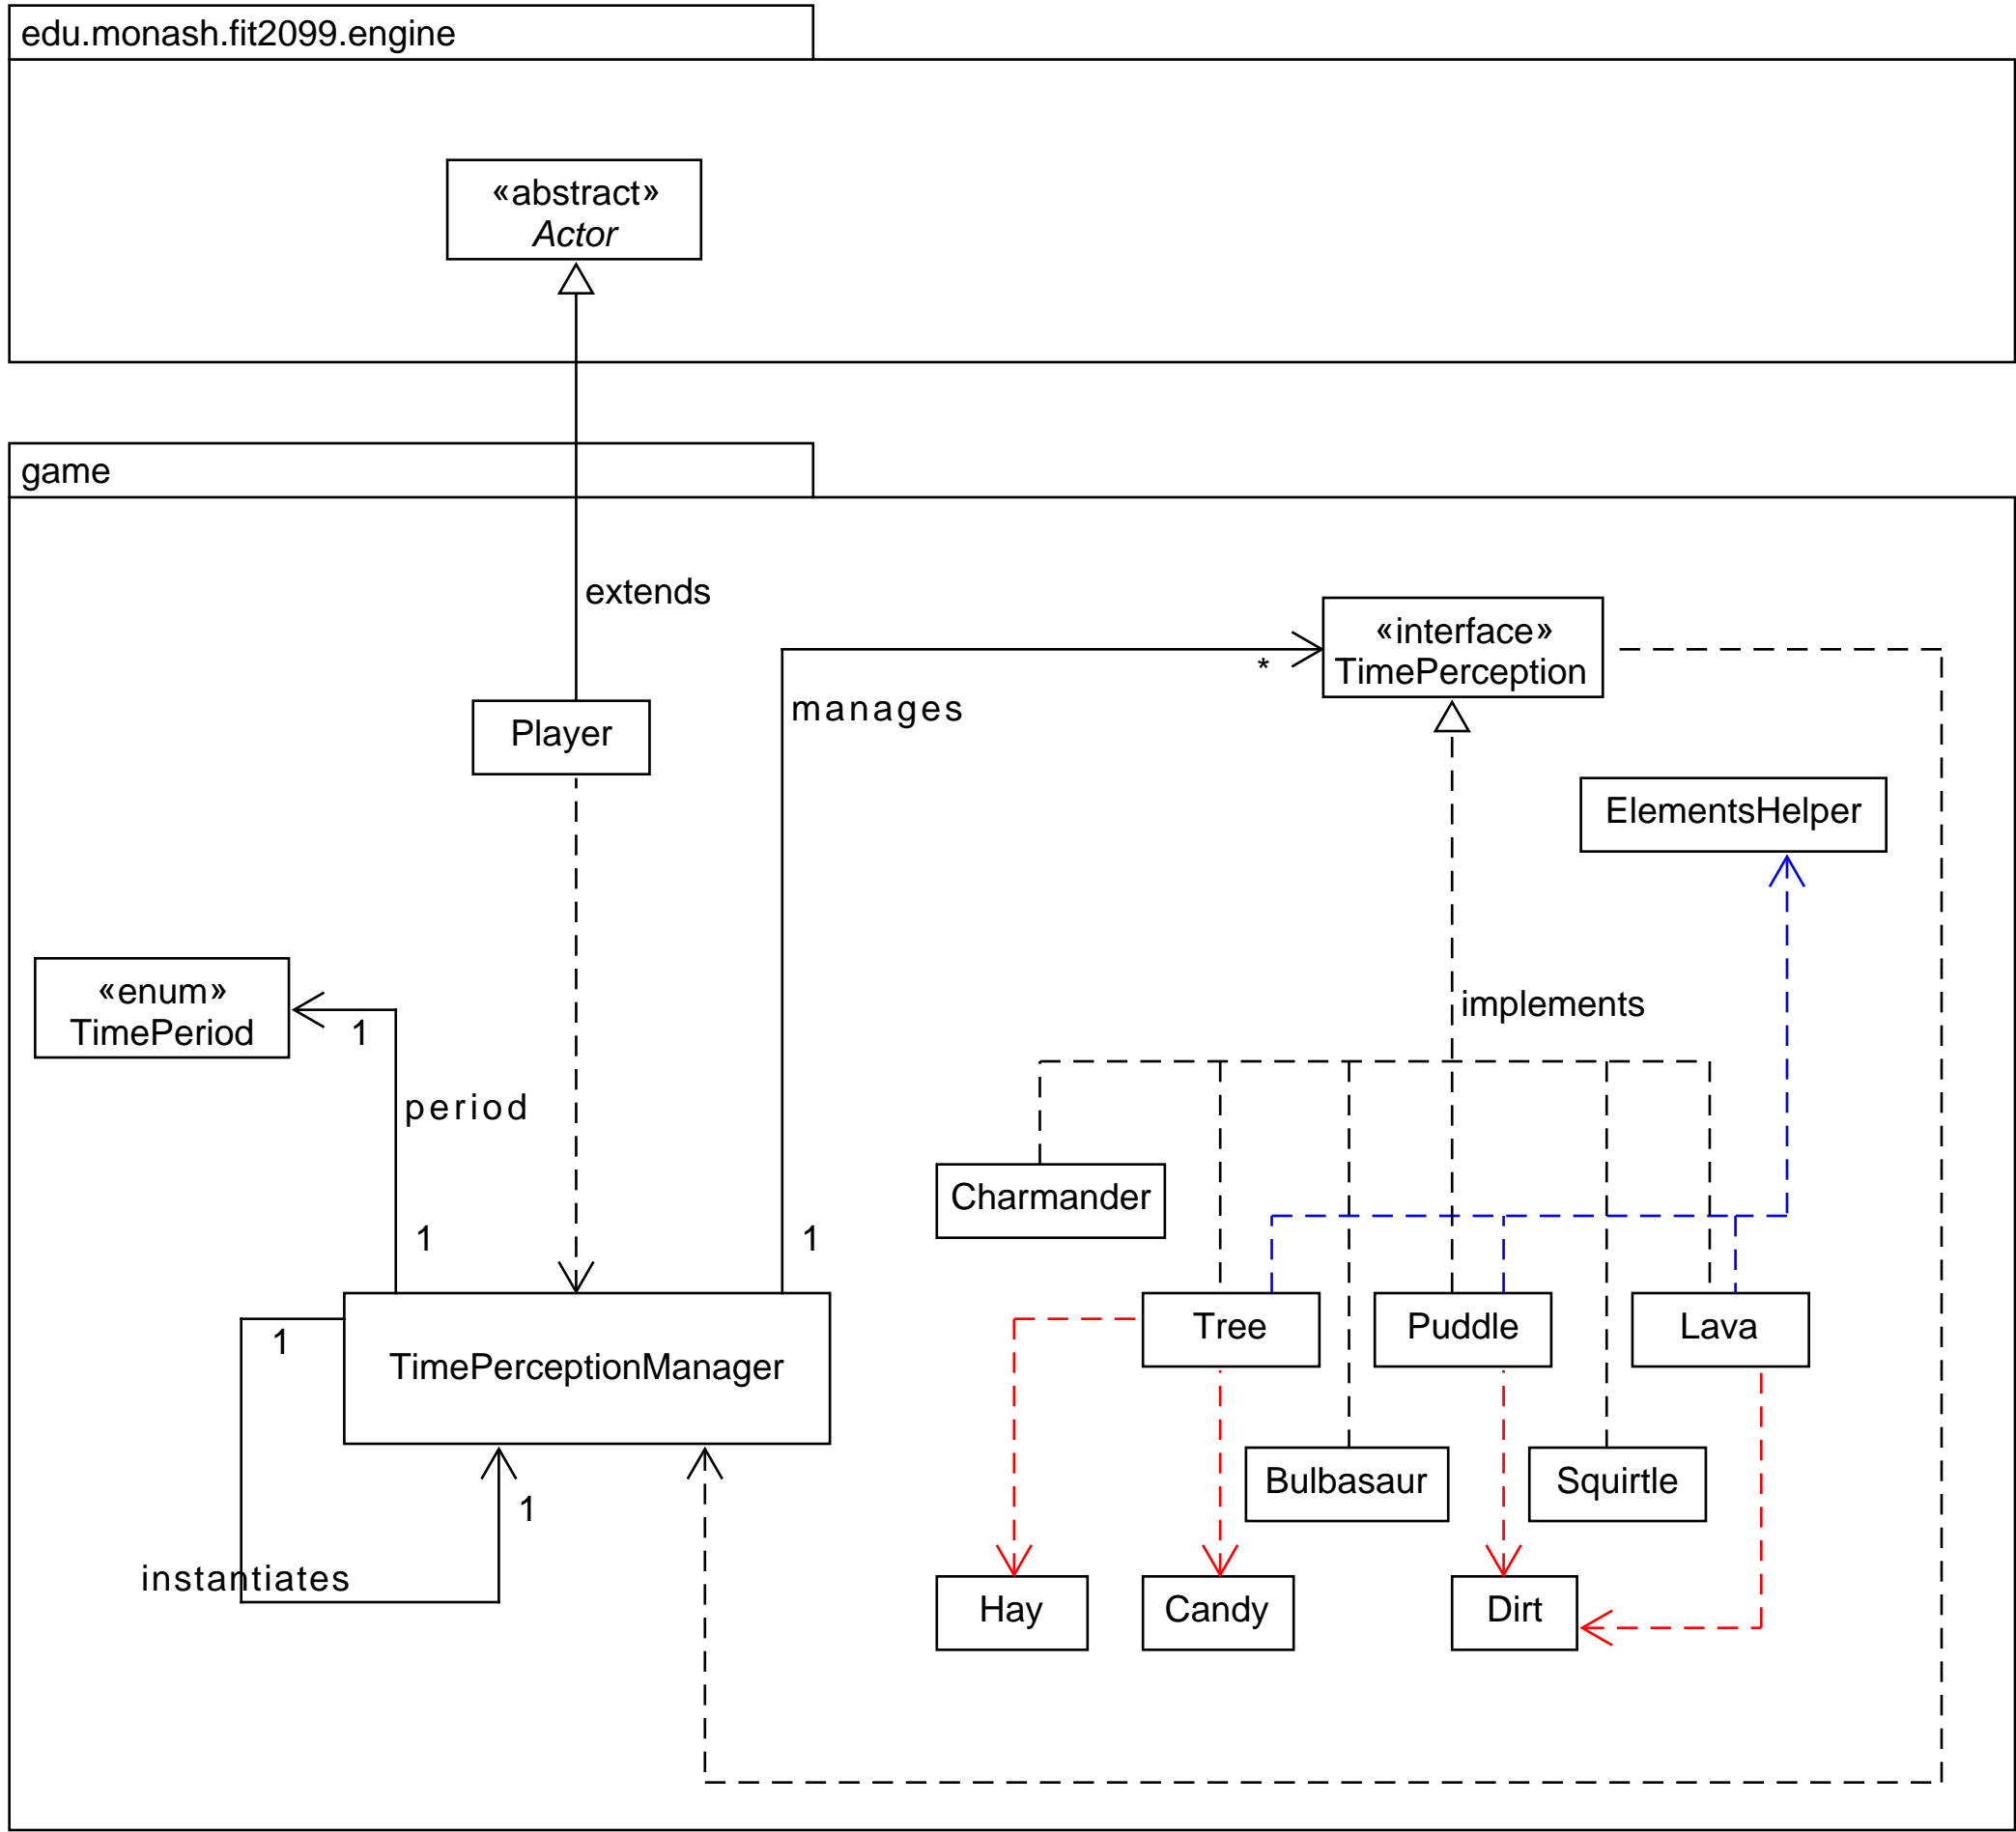 edu.monash.fit2099.engine
«abstract»
Actor
game
extends
«interface»
TimePerception
*
manages
Player
ElementsHelper
«enum»
TimePeriod
1
implements
period
Charmander
1
1
1
TimePerceptionManager
Tree
Puddle
Lava
Bulbasaur
Squirtle
1
instantiates
Hay
Candy
Dirt